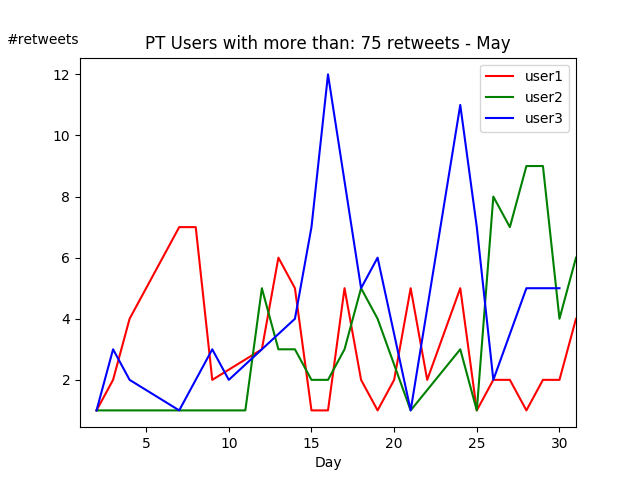 #retweets
PT Users with more than: 75 retweets - May
user1
user2
user3
12
10
8
6
4
2
5 10 15 20 25 30
Day